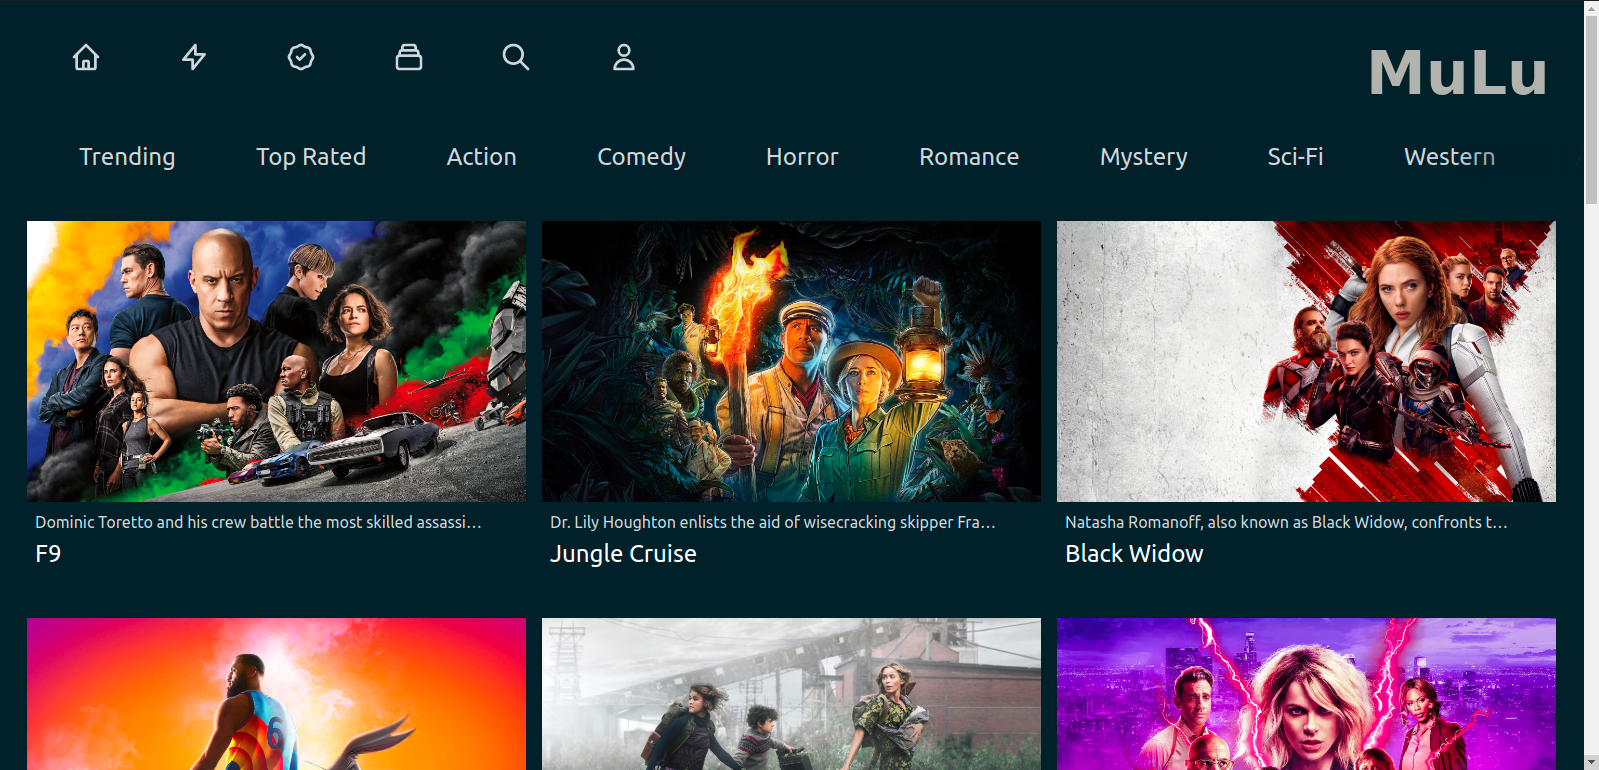 MuLu
Trending Top Rated Action Comedy Horror Romance Mystery Sci-Fi Western
Dominic Toretto and his crew battle the most skilled assassi...
F9
Dr. Lily Houghton enlists the aid of wisecracking skipper Fra...
Jungle Cruise
Natasha Romanoff, also known as Black Widow, confronts t...
Black Widow
6